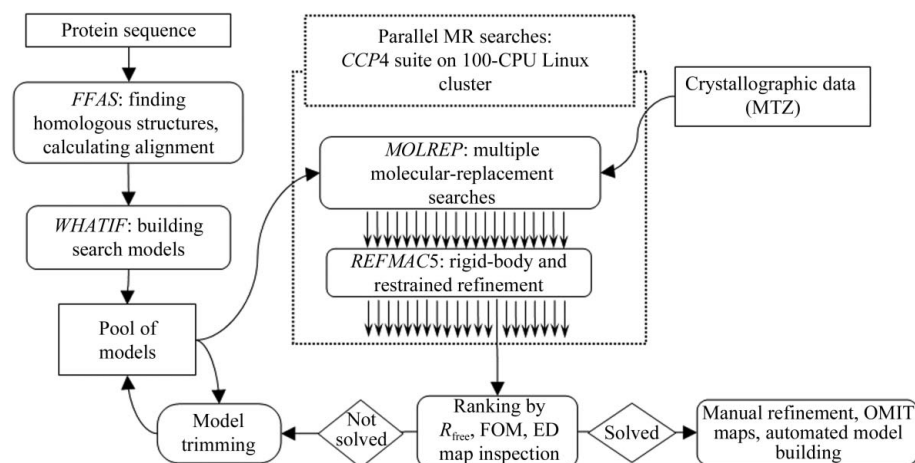 Protein sequence
FFAS: finding
homologous structures,
calculating alignment
WHATIF: building
search models
Pool of
models
Model
trimming
Parallel MR searches:
CCP4 suite on 100-CPU Linux
cluster
Crystallographic data
(MTZ)
MOLREP: multiple
molecular-replacement
searches
REFMAC5: rigid-body and
restrained refinement
Not
solved
Ranking by
Rfree, FOM, ED
map inspection
Solved
Manual refinement, OMIT
maps, automated model
building